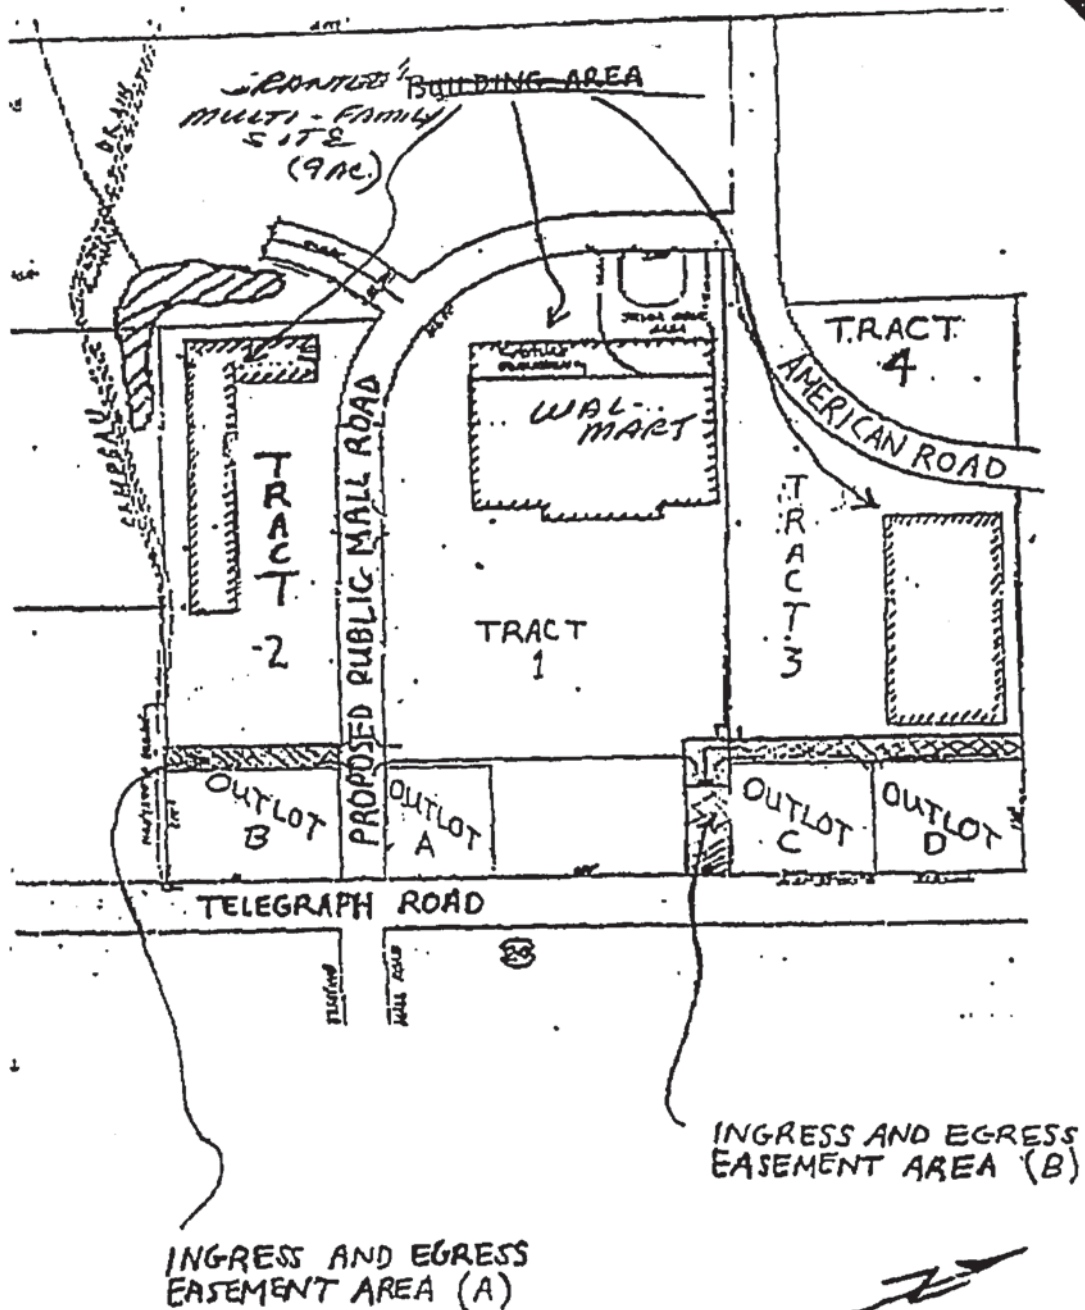 BUILDING AREA
MULTI-FAMILY
SITE
(9 AC.)
DRAIN
TRACT
4
AMERICAN ROAD
WAL-
MART
CAMPEAU
TRACT
2
PROPOSED PUBLIC MALL ROAD
TRACT
1
TRACT
3
OUTLOT
B
OUTLOT
A
OUTLOT
C
OUTLOT
D
TELEGRAPH ROAD
INGRESS AND EGRESS
EASEMENT AREA (B)
INGRESS AND EGRESS
EASEMENT AREA (A)